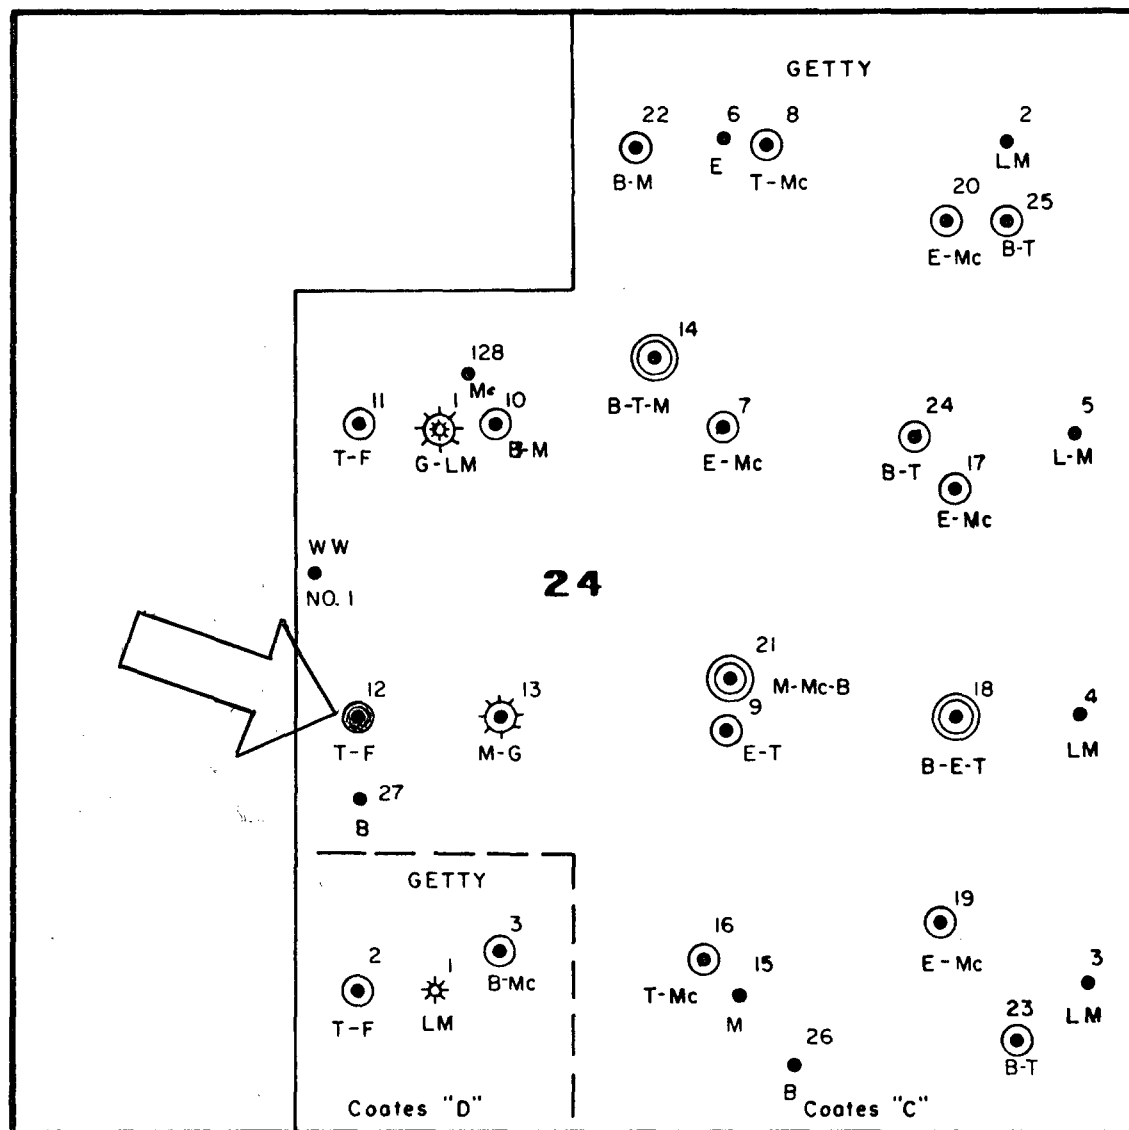 GETTY
22
6
8
2
B-M
E
T-Mc
LM
20
25
E-Mc
B-T
14
128
Mc
B-T-M
11
1
10
7
24
5
T-F
G-LM
-M
E-Mc
B-T
L-M
17
E-Mc
WW
NO. 1
24
21
M-Mc-B
12
13
9
18
4
T-F
M-G
E-T
B-E-T
LM
27
B
GETTY
19
E-Mc
3
B-Mc
2
1
16
15
3
T-F
LM
T-Mc
M
LM
23
B-T
26
B
Coates "D"
Coates "C"